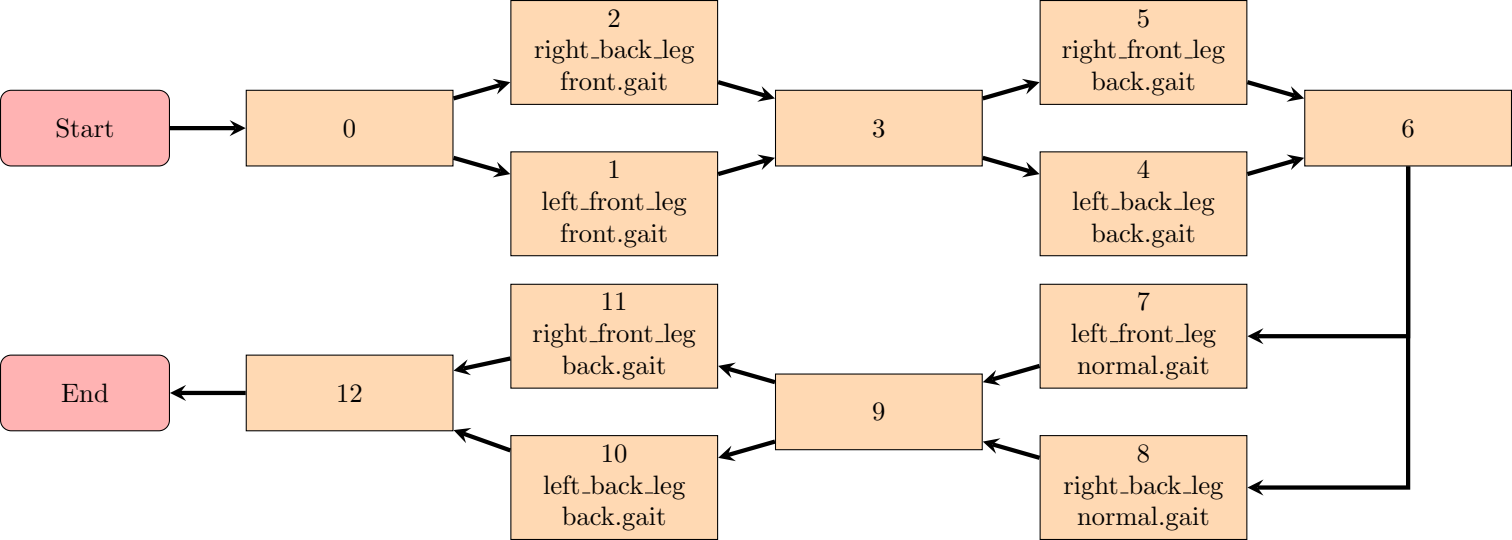 Start
0
2
right_back_leg
front.gait
1
left_front_leg
front.gait
3
5
right_front_leg
back.gait
4
left_back_leg
back.gait
6
7
left_front_leg
normal.gait
8
right_back_leg
normal.gait
9
11
right_front_leg
back.gait
10
left_back_leg
back.gait
12
End